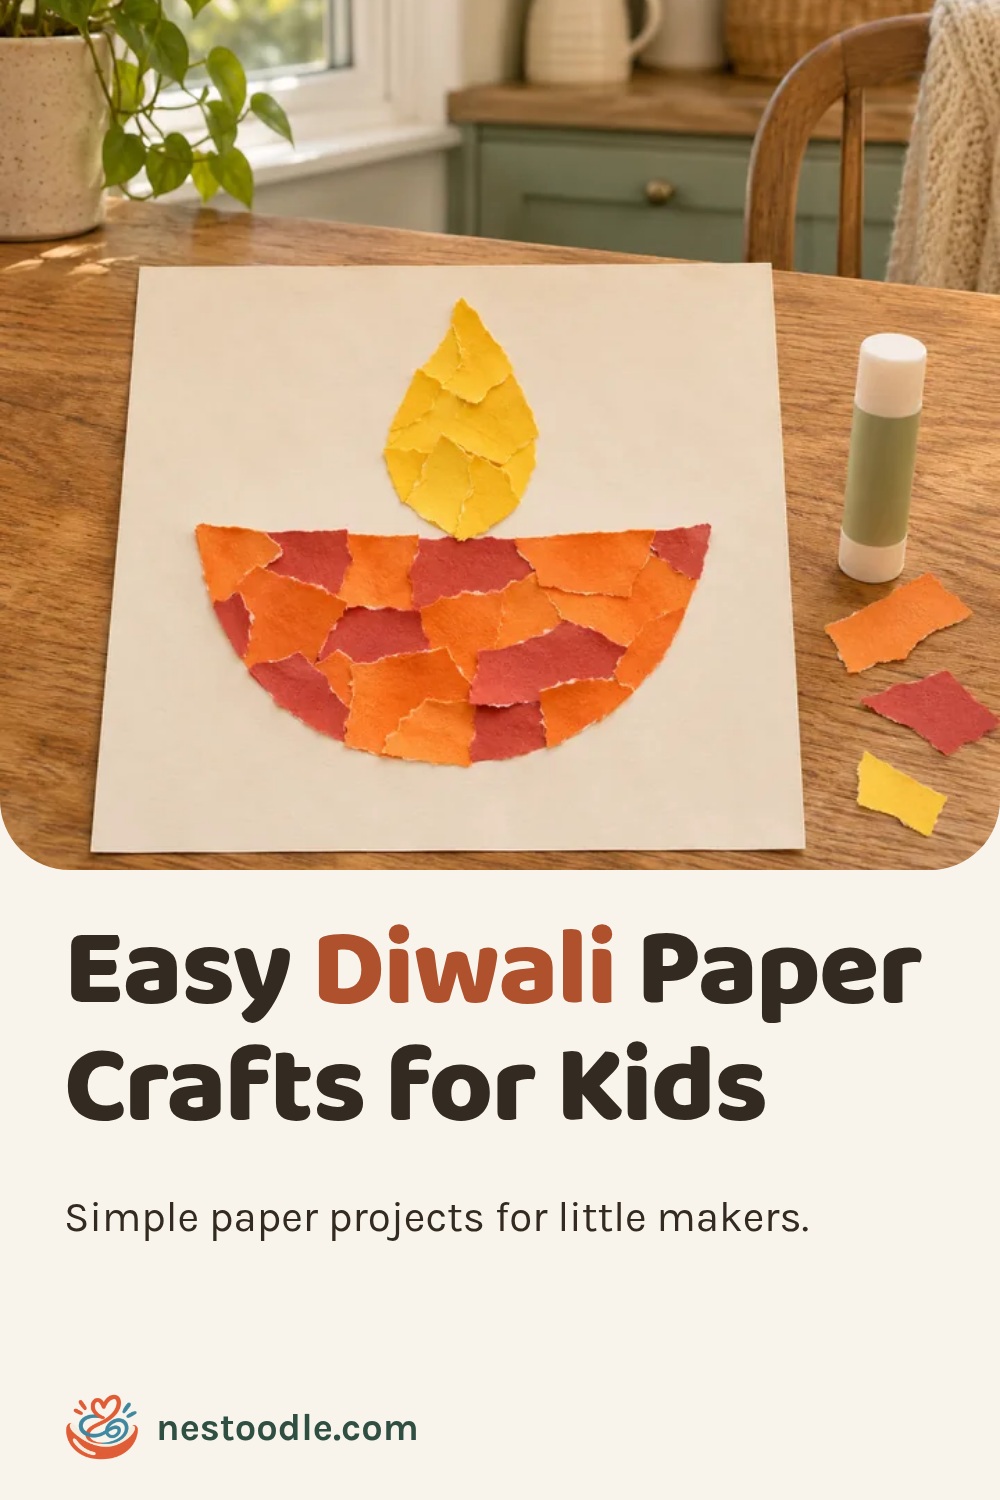 Easy Diwali Paper
Crafts for Kids
Simple paper projects for little makers.
nestoodle.com